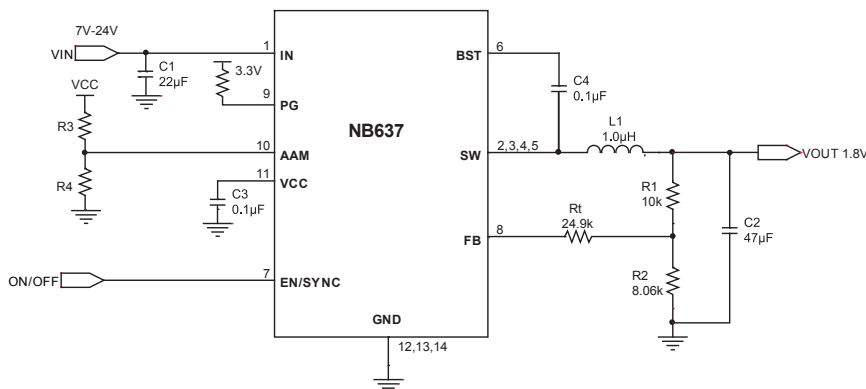 7V-24V
VIN
1
IN
C1
22µF
3.3V
9
PG
VCC
R3
10
AAM
R4
11
VCC
C3
0.1µF
ON/OFF
7
EN/SYNC
NB637
GND
12,13,14
6
BST
C4
0.1µF
L1
1.0µH
SW
2,3,4,5
VOUT 1.8V
R1
10k
8
FB
Rt
24.9k
C2
47µF
R2
8.06k